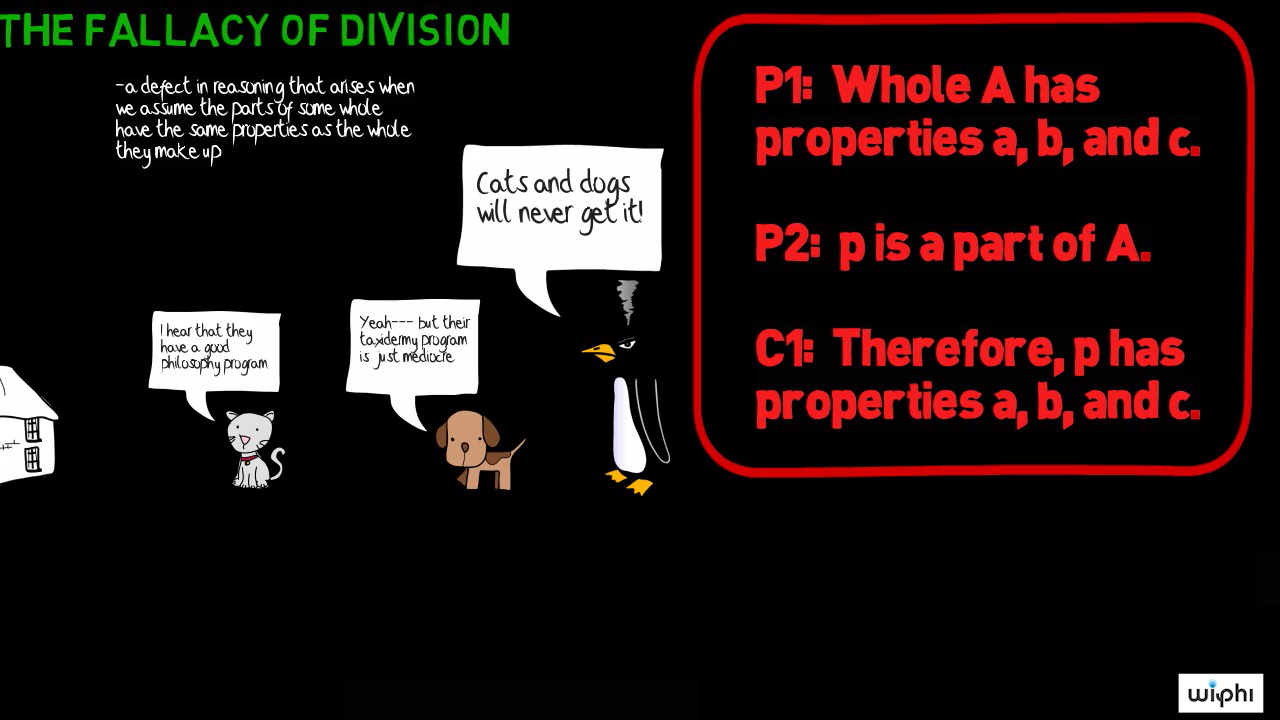 THE FALLACY OF DIVISION
-a defect in reasoning that arises when
we assume the parts of some whole
have the same properties as the whole
they make up
Cats and dogs
will never get it!
I hear that they
have a good
philosophy program
Yeah--- but their
taxidermy program
is just mediocre
P1: Whole A has
properties a, b, and c.
P2: p is a part of A.
C1: Therefore, p has
properties a, b, and c.
wiphi